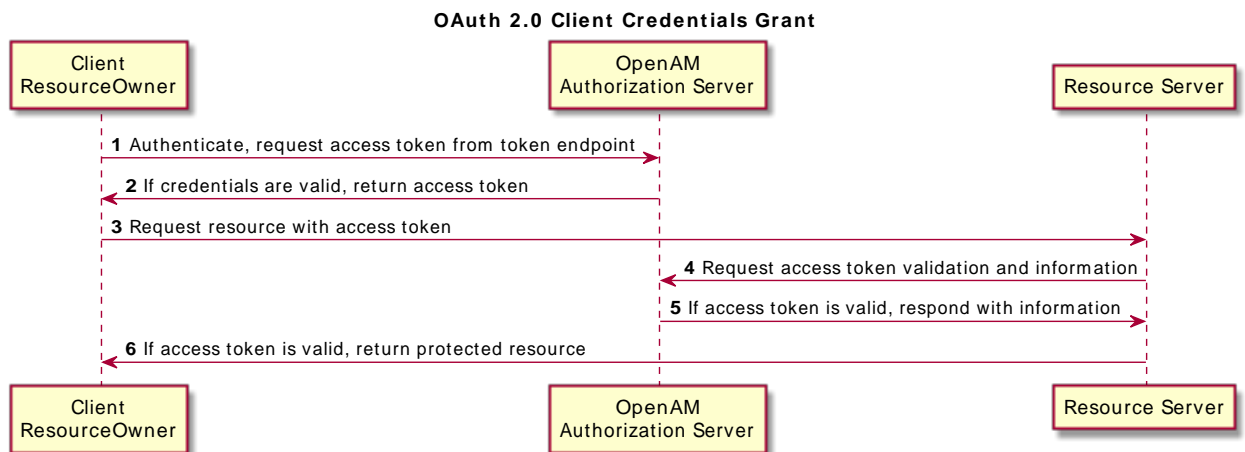 OAuth 2.0 Client Credentials Grant
Client
ResourceOwner
OpenAM
Authorization Server
Resource Server
1 Authenticate, request access token from token endpoint
2 If credentials are valid, return access token
3 Request resource with access token
4 Request access token validation and information
5 If access token is valid, respond with information
6 If access token is valid, return protected resource
Client
ResourceOwner
OpenAM
Authorization Server
Resource Server